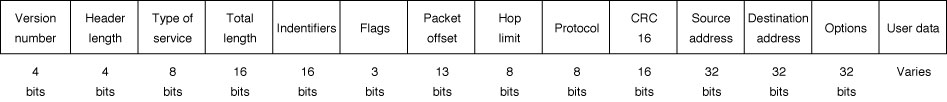 Version number
Header length
Type of service
Total length
Indentifiers
Flags
Packet offset
Hop limit
Protocol
CRC 16
Source address
Destination address
Options
User data
4 bits
4 bits
8 bits
16 bits
16 bits
3 bits
13 bits
8 bits
8 bits
16 bits
32 bits
32 bits
32 bits
Varies